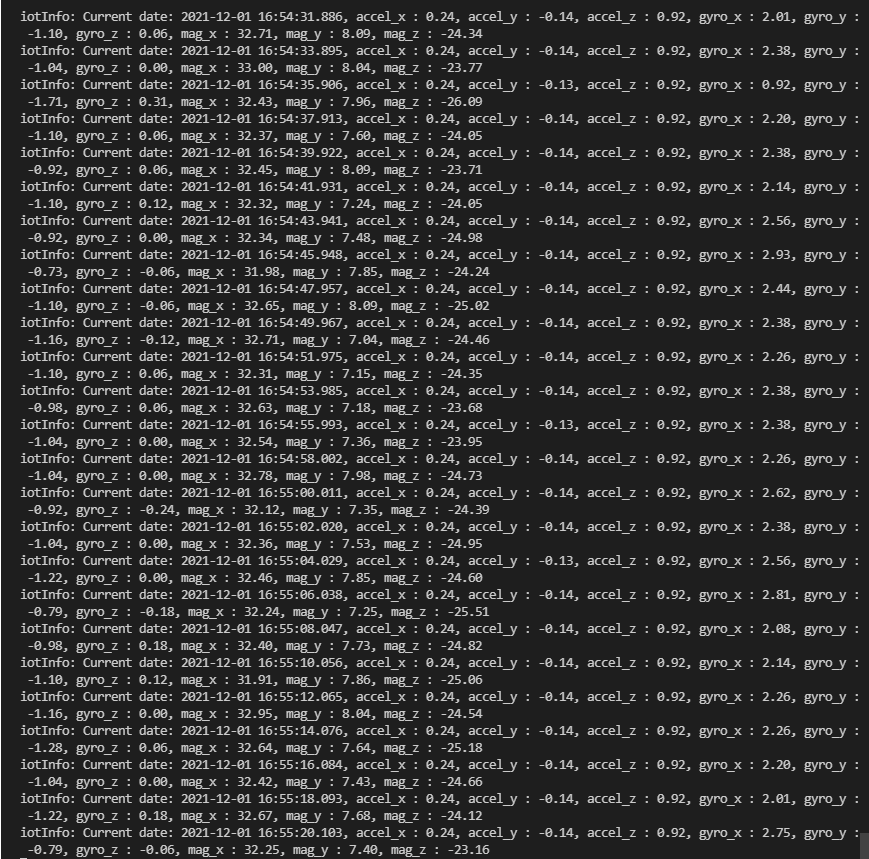 iotInfo: Current date: 2021-12-01 16:54:31.886, accel_x : 0.24, accel_y : -0.14, accel_z : 0.92, gyro_x : 2.01, gyro_y :
-1.10, gyro_z : 0.06, mag_x : 32.71, mag_y : 8.09, mag_z : -24.34
iotInfo: Current date: 2021-12-01 16:54:33.895, accel_x : 0.24, accel_y : -0.14, accel_z : 0.92, gyro_x : 2.38, gyro_y :
-1.04, gyro_z : 0.00, mag_x : 33.00, mag_y : 8.04, mag_z : -23.77
iotInfo: Current date: 2021-12-01 16:54:35.906, accel_x : 0.24, accel_y : -0.13, accel_z : 0.92, gyro_x : 0.92, gyro_y :
-1.71, gyro_z : 0.31, mag_x : 32.43, mag_y : 7.96, mag_z : -26.09
iotInfo: Current date: 2021-12-01 16:54:37.913, accel_x : 0.24, accel_y : -0.14, accel_z : 0.92, gyro_x : 2.20, gyro_y :
-1.10, gyro_z : 0.06, mag_x : 32.37, mag_y : 7.60, mag_z : -24.05
iotInfo: Current date: 2021-12-01 16:54:39.922, accel_x : 0.24, accel_y : -0.14, accel_z : 0.92, gyro_x : 2.38, gyro_y :
-0.92, gyro_z : 0.06, mag_x : 32.45, mag_y : 8.09, mag_z : -23.71
iotInfo: Current date: 2021-12-01 16:54:41.931, accel_x : 0.24, accel_y : -0.14, accel_z : 0.92, gyro_x : 2.14, gyro_y :
-1.10, gyro_z : 0.12, mag_x : 32.32, mag_y : 7.24, mag_z : -24.05
iotInfo: Current date: 2021-12-01 16:54:43.941, accel_x : 0.24, accel_y : -0.14, accel_z : 0.92, gyro_x : 2.56, gyro_y :
-0.92, gyro_z : 0.00, mag_x : 32.34, mag_y : 7.48, mag_z : -24.98
iotInfo: Current date: 2021-12-01 16:54:45.948, accel_x : 0.24, accel_y : -0.14, accel_z : 0.92, gyro_x : 2.93, gyro_y :
-0.73, gyro_z : -0.06, mag_x : 31.98, mag_y : 7.85, mag_z : -24.24
iotInfo: Current date: 2021-12-01 16:54:47.957, accel_x : 0.24, accel_y : -0.14, accel_z : 0.92, gyro_x : 2.44, gyro_y :
-1.10, gyro_z : -0.06, mag_x : 32.65, mag_y : 8.09, mag_z : -25.02
iotInfo: Current date: 2021-12-01 16:54:49.967, accel_x : 0.24, accel_y : -0.14, accel_z : 0.92, gyro_x : 2.38, gyro_y :
-1.16, gyro_z : -0.12, mag_x : 32.71, mag_y : 7.04, mag_z : -24.46
iotInfo: Current date: 2021-12-01 16:54:51.975, accel_x : 0.24, accel_y : -0.14, accel_z : 0.92, gyro_x : 2.26, gyro_y :
-1.10, gyro_z : 0.06, mag_x : 32.31, mag_y : 7.15, mag_z : -24.35
iotInfo: Current date: 2021-12-01 16:54:53.985, accel_x : 0.24, accel_y : -0.14, accel_z : 0.92, gyro_x : 2.38, gyro_y :
-0.98, gyro_z : 0.06, mag_x : 32.63, mag_y : 7.18, mag_z : -23.68
iotInfo: Current date: 2021-12-01 16:54:55.993, accel_x : 0.24, accel_y : -0.13, accel_z : 0.92, gyro_x : 2.38, gyro_y :
-1.04, gyro_z : 0.00, mag_x : 32.54, mag_y : 7.36, mag_z : -23.95
iotInfo: Current date: 2021-12-01 16:54:58.002, accel_x : 0.24, accel_y : -0.14, accel_z : 0.92, gyro_x : 2.26, gyro_y :
-1.04, gyro_z : 0.00, mag_x : 32.78, mag_y : 7.98, mag_z : -24.73
iotInfo: Current date: 2021-12-01 16:55:00.011, accel_x : 0.24, accel_y : -0.14, accel_z : 0.92, gyro_x : 2.62, gyro_y :
-0.92, gyro_z : -0.24, mag_x : 32.12, mag_y : 7.35, mag_z : -24.39
iotInfo: Current date: 2021-12-01 16:55:02.020, accel_x : 0.24, accel_y : -0.14, accel_z : 0.92, gyro_x : 2.38, gyro_y :
-1.04, gyro_z : 0.00, mag_x : 32.36, mag_y : 7.53, mag_z : -24.95
iotInfo: Current date: 2021-12-01 16:55:04.029, accel_x : 0.24, accel_y : -0.13, accel_z : 0.92, gyro_x : 2.56, gyro_y :
-1.22, gyro_z : 0.00, mag_x : 32.46, mag_y : 7.85, mag_z : -24.60
iotInfo: Current date: 2021-12-01 16:55:06.038, accel_x : 0.24, accel_y : -0.14, accel_z : 0.92, gyro_x : 2.81, gyro_y :
-0.79, gyro_z : -0.18, mag_x : 32.24, mag_y : 7.25, mag_z : -25.51
iotInfo: Current date: 2021-12-01 16:55:08.047, accel_x : 0.24, accel_y : -0.14, accel_z : 0.92, gyro_x : 2.08, gyro_y :
-0.98, gyro_z : 0.18, mag_x : 32.40, mag_y : 7.73, mag_z : -24.82
iotInfo: Current date: 2021-12-01 16:55:10.056, accel_x : 0.24, accel_y : -0.14, accel_z : 0.92, gyro_x : 2.14, gyro_y :
-1.10, gyro_z : 0.12, mag_x : 31.91, mag_y : 7.86, mag_z : -25.06
iotInfo: Current date: 2021-12-01 16:55:12.065, accel_x : 0.24, accel_y : -0.14, accel_z : 0.92, gyro_x : 2.26, gyro_y :
-1.16, gyro_z : 0.00, mag_x : 32.95, mag_y : 8.04, mag_z : -24.54
iotInfo: Current date: 2021-12-01 16:55:14.076, accel_x : 0.24, accel_y : -0.14, accel_z : 0.92, gyro_x : 2.26, gyro_y :
-1.28, gyro_z : 0.06, mag_x : 32.64, mag_y : 7.64, mag_z : -25.18
iotInfo: Current date: 2021-12-01 16:55:16.084, accel_x : 0.24, accel_y : -0.14, accel_z : 0.92, gyro_x : 2.20, gyro_y :
-1.04, gyro_z : 0.00, mag_x : 32.42, mag_y : 7.43, mag_z : -24.66
iotInfo: Current date: 2021-12-01 16:55:18.093, accel_x : 0.24, accel_y : -0.14, accel_z : 0.92, gyro_x : 2.01, gyro_y :
-1.22, gyro_z : 0.18, mag_x : 32.67, mag_y : 7.68, mag_z : -24.12
iotInfo: Current date: 2021-12-01 16:55:20.103, accel_x : 0.24, accel_y : -0.14, accel_z : 0.92, gyro_x : 2.75, gyro_y :
-0.79, gyro_z : -0.06, mag_x : 32.25, mag_y : 7.40, mag_z : -23.16